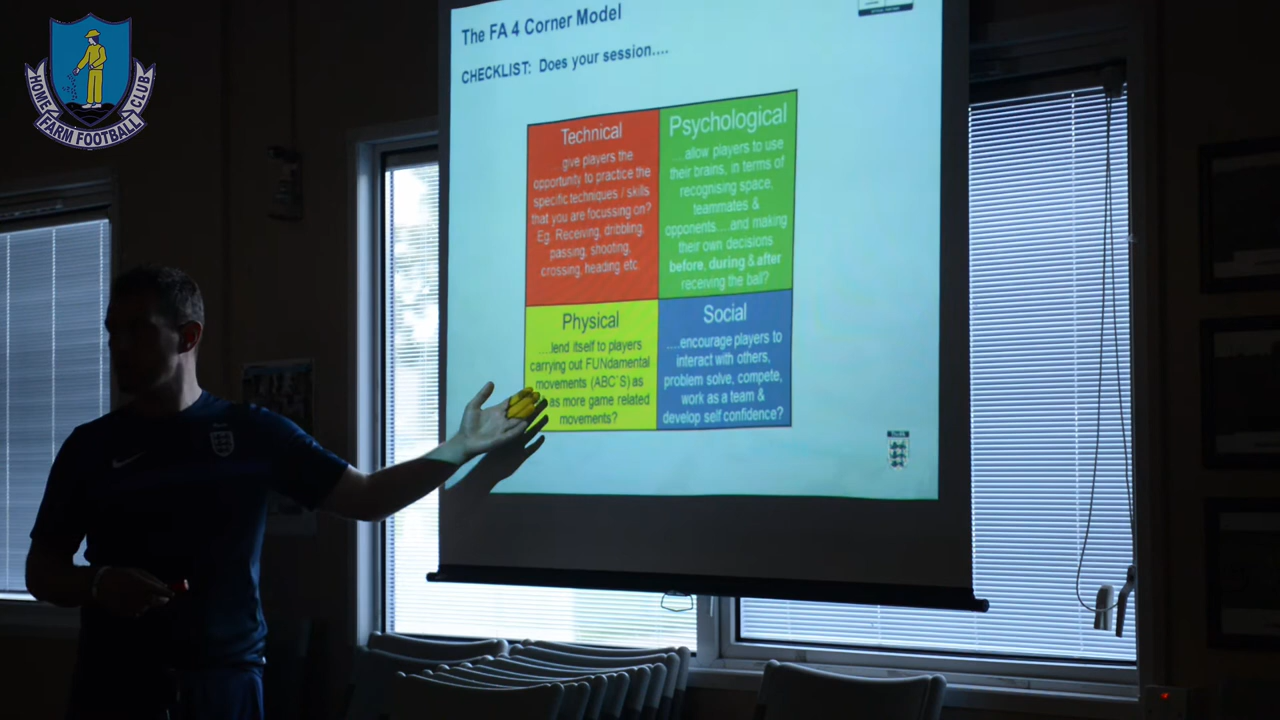 HOME FARM FOOTBALL CLUB
The FA 4 Corner Model
CHECKLIST: Does your session....
Technical
...give players the
opportunity to practice the
specific techniques / skills
that you are focussing on?
Eg. Receiving, dribbling,
passing, shooting,
crossing, heading etc.
Psychological
....allow players to use
their brains, in terms of
recognising space,
teammates &
opponents....and making
their own decisions
before, during & after
receiving the ball?
Physical
....lend itself to players
carrying out FUNdamental
movements (ABC'S) as
as more game related
movements?
Social
....encourage players to
interact with others,
problem solve, compete,
work as a team &
develop self confidence?